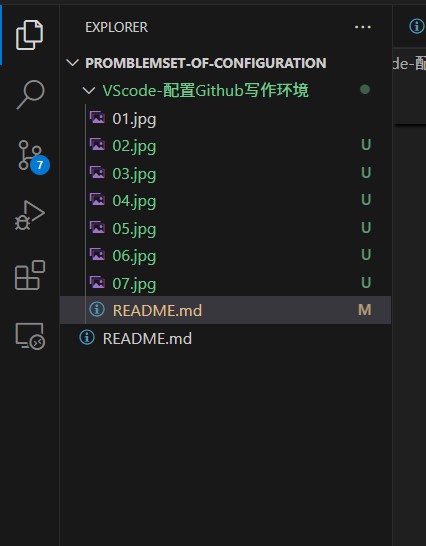 EXPLORER ...
PROMBLEMSET-OF-CONFIGURATION
VScode-配置Github写作环境
01.jpg
02.jpg U
03.jpg U
04.jpg U
05.jpg U
06.jpg U
07.jpg U
README.md M
README.md
7
de-配